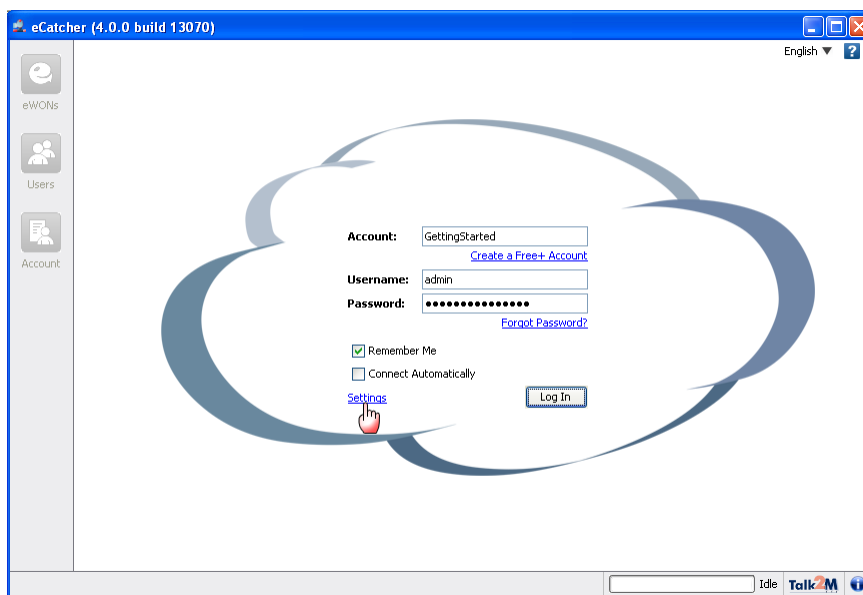 eCatcher (4.0.0 build 13070)
English
?
eWONs
Users
Account
Account: GettingStarted
Create a Free+ Account
Username: admin
Password: ●●●●●●●●●●●●●●●
Forgot Password?
Remember Me
Connect Automatically
Settings
Log In
Idle
Talk2M
i